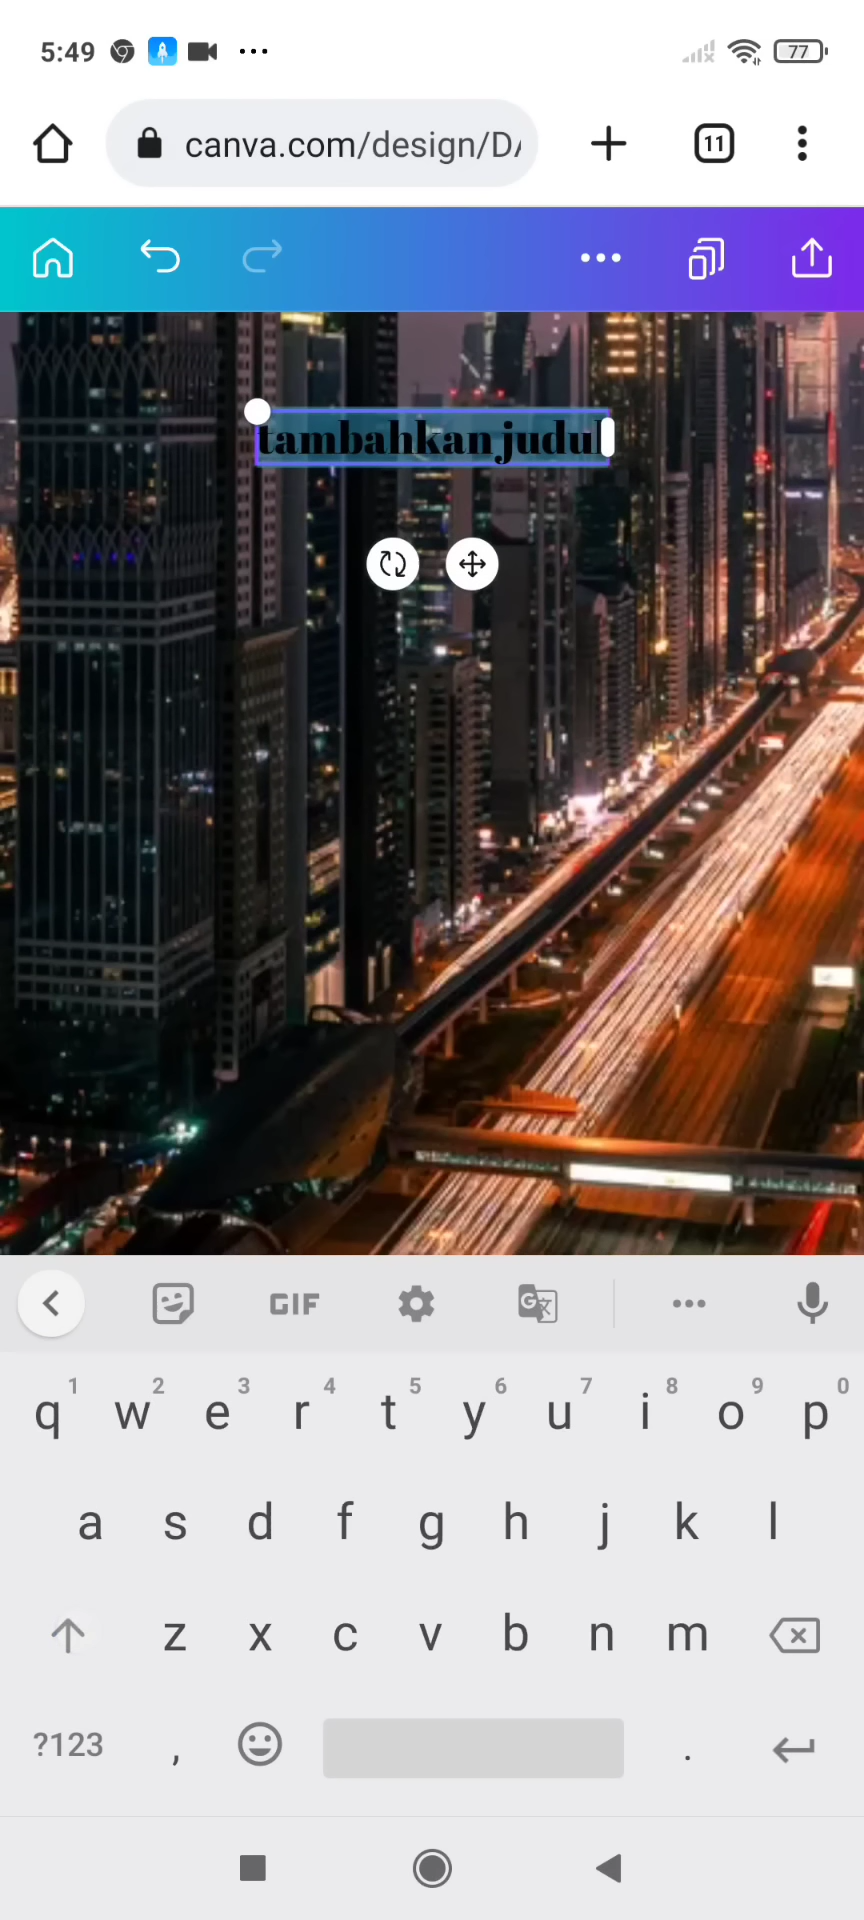 5:49
77
canva.com/design/DA
11
tambahkan judul
GIF
G
1 2 3 4 5 6 7 8 9 0
q w e r t y u i o p
a s d f g h j k l
z x c v b n m
?123 , .